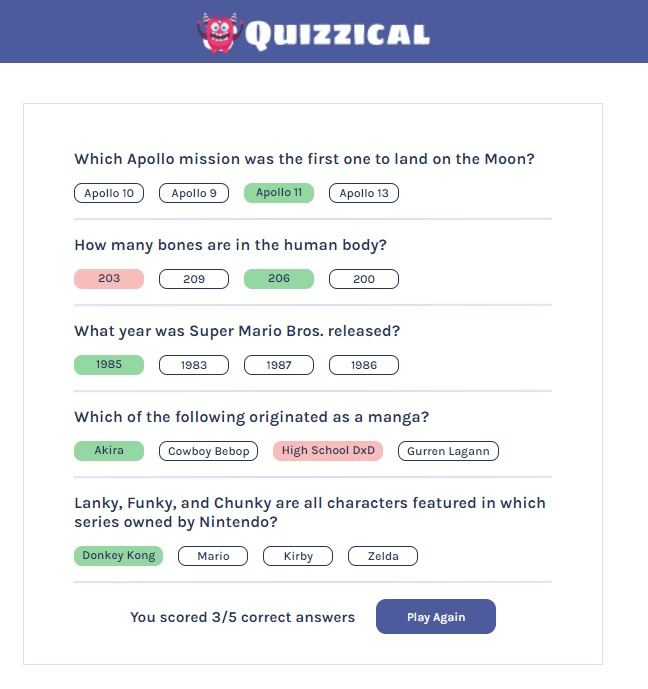 QUIZZICAL
Which Apollo mission was the first one to land on the Moon?
Apollo 10 Apollo 9 Apollo 11 Apollo 13
How many bones are in the human body?
203 209 206 200
What year was Super Mario Bros. released?
1985 1983 1987 1986
Which of the following originated as a manga?
Akira Cowboy Bebop High School DxD Gurren Lagann
Lanky, Funky, and Chunky are all characters featured in which
series owned by Nintendo?
Donkey Kong Mario Kirby Zelda
You scored 3/5 correct answers Play Again